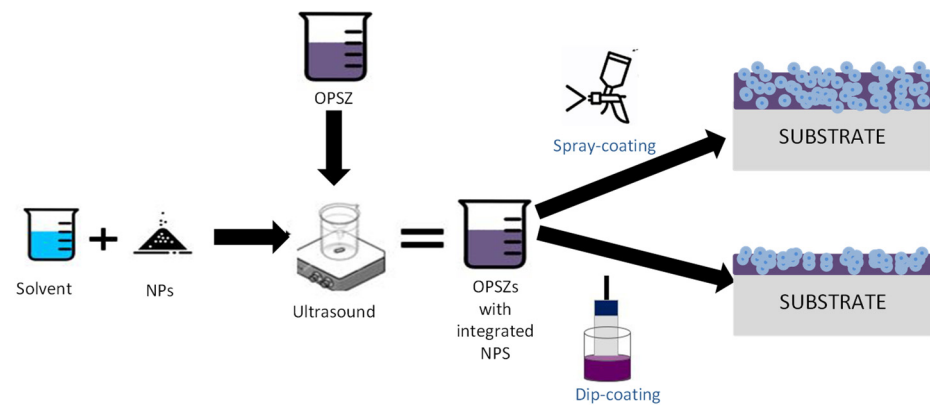 OPSZ
Spray-coating
SUBSTRATE
Solvent
NPs
Ultrasound
OPSZs
with
integrated
NPS
SUBSTRATE
Dip-coating